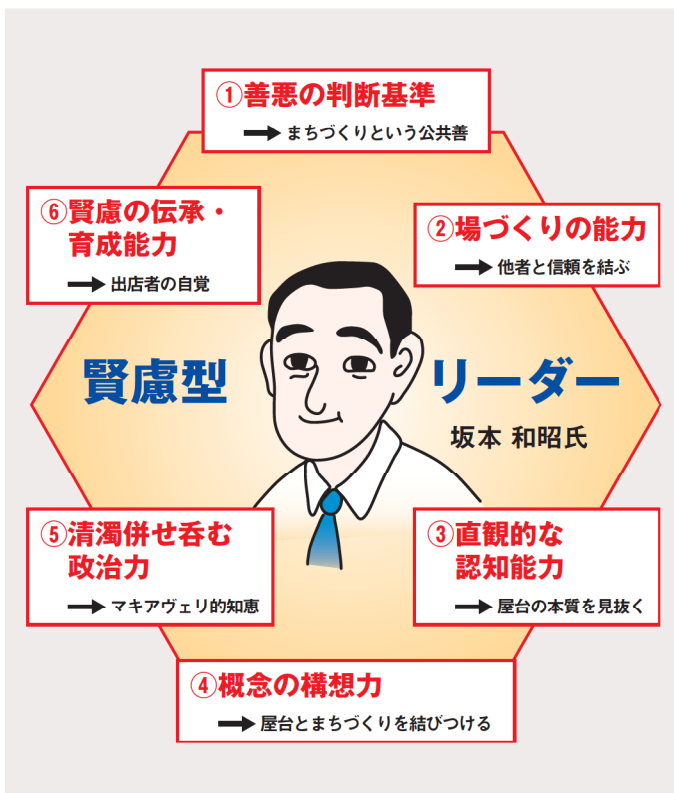 ①善悪の判断基準
➡まちづくりという公共善
⑥賢慮の伝承・
育成能力
➡出店者の自覚
②場づくりの能力
➡他者と信頼を結ぶ
賢慮型 リーダー
坂本 和昭氏
⑤清濁併せ呑む
政治力
➡マキアヴェリ的知恵
③直観的な
認知能力
➡屋台の本質を見抜く
④概念の構想力
➡屋台とまちづくりを結びつける